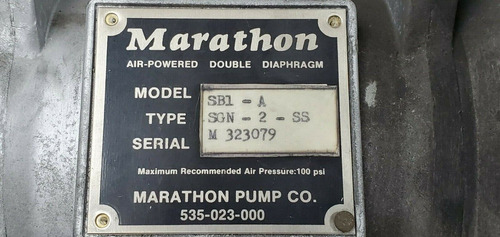 Marathon
AIR-POWERED DOUBLE DIAPHRAGM
MODEL SB1 - A
TYPE SGN - 2 - SS
SERIAL M 323079
Maximum Recommended Air Pressure:100 psi
MARATHON PUMP CO.
535-023-000